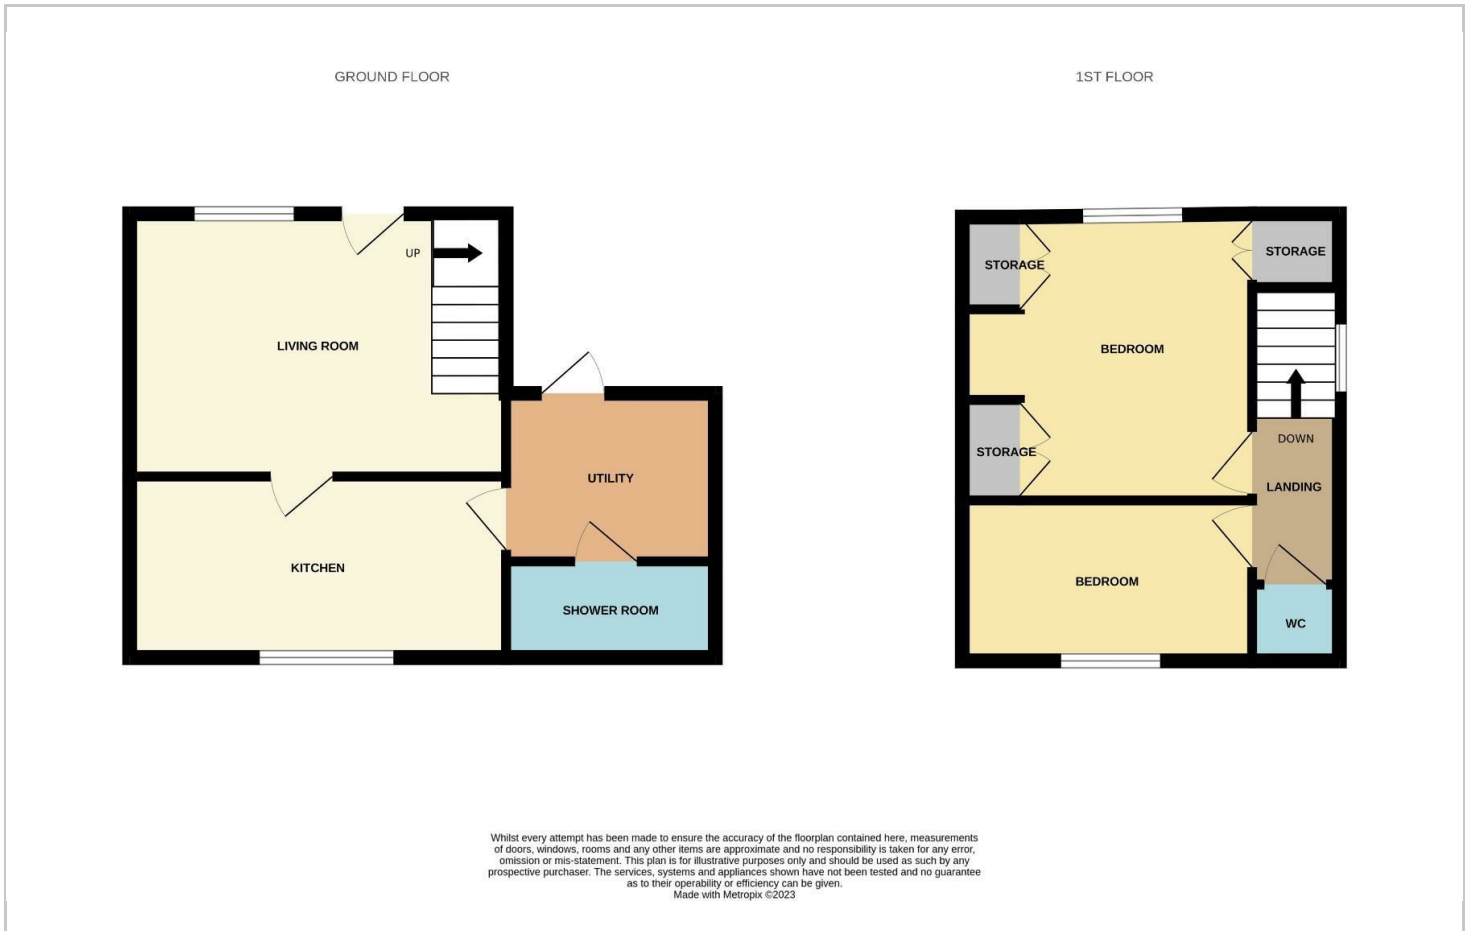 GROUND FLOOR
1ST FLOOR
UP
LIVING ROOM
UTILITY
KITCHEN
SHOWER ROOM
STORAGE
STORAGE
BEDROOM
STORAGE
DOWN
LANDING
BEDROOM
WC
Whilst every attempt has been made to ensure the accuracy of the floorplan contained here, measurements
of doors, windows, rooms and any other items are approximate and no responsibility is taken for any error,
omission or mis-statement. This plan is for illustrative purposes only and should be used as such by any
prospective purchaser. The services, systems and appliances shown have not been tested and no guarantee
as to their operability or efficiency can be given.
Made with Metropix ©2023